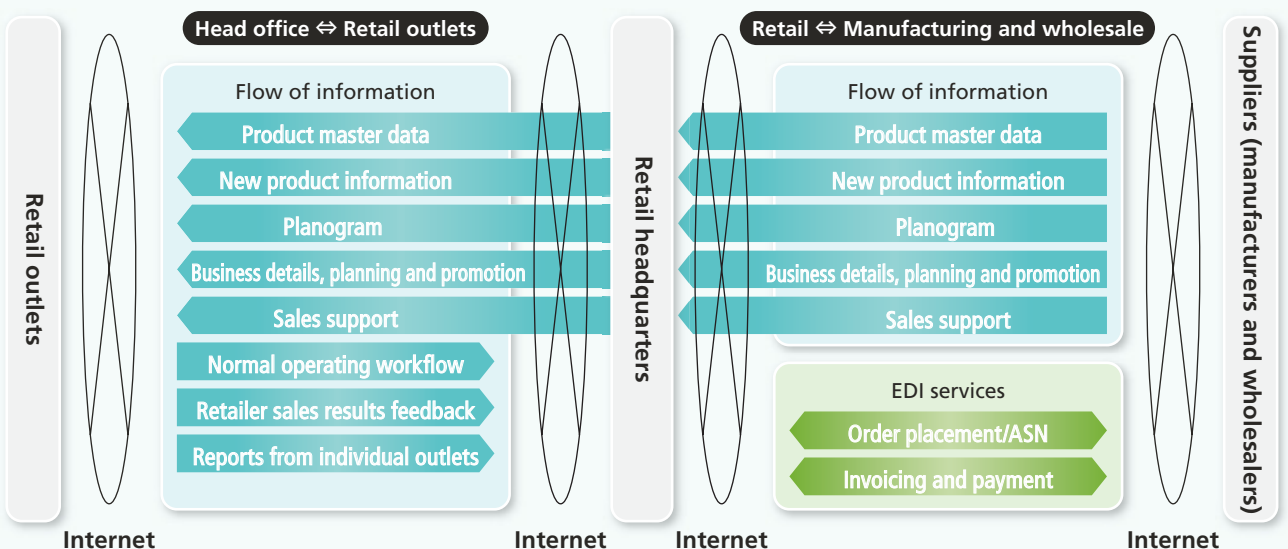 Head office ⇔ Retail outlets
Retail ⇔ Manufacturing and wholesale
Retail outlets
Flow of information
Product master data
New product information
Planogram
Business details, planning and promotion
Sales support
Normal operating workflow
Retailer sales results feedback
Reports from individual outlets
Retail headquarters
Flow of information
Product master data
New product information
Planogram
Business details, planning and promotion
Sales support
EDI services
Order placement/ASN
Invoicing and payment
Suppliers (manufacturers and wholesalers)
Internet
Internet
Internet
Internet